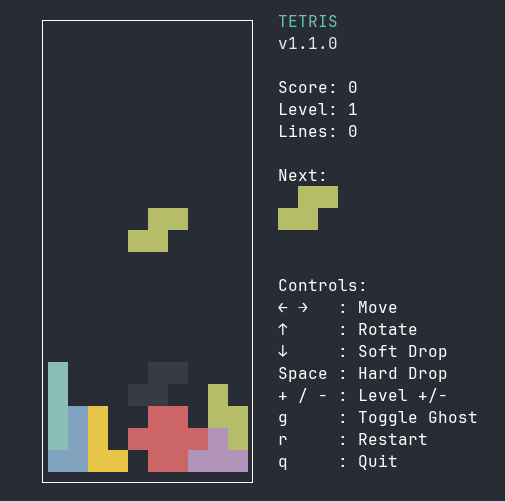 TETRIS
v1.1.0
Score: 0
Level: 1
Lines: 0
Next:
Controls:
← → : Move
↑ : Rotate
↓ : Soft Drop
Space : Hard Drop
+ / - : Level +/-
g : Toggle Ghost
r : Restart
q : Quit